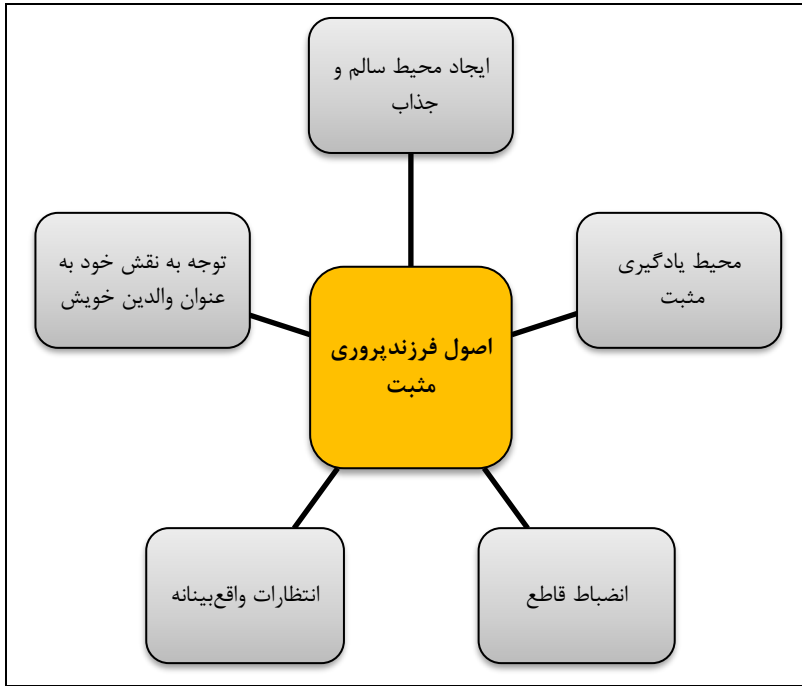 ایجاد محیط سالم و
جذاب
توجه به نقش خود به
عنوان والدین خویش
محیط یادگیری
مثبت
اصول فرزندپروری
مثبت
انتظارات واقع‌بینانه
انضباط قاطع